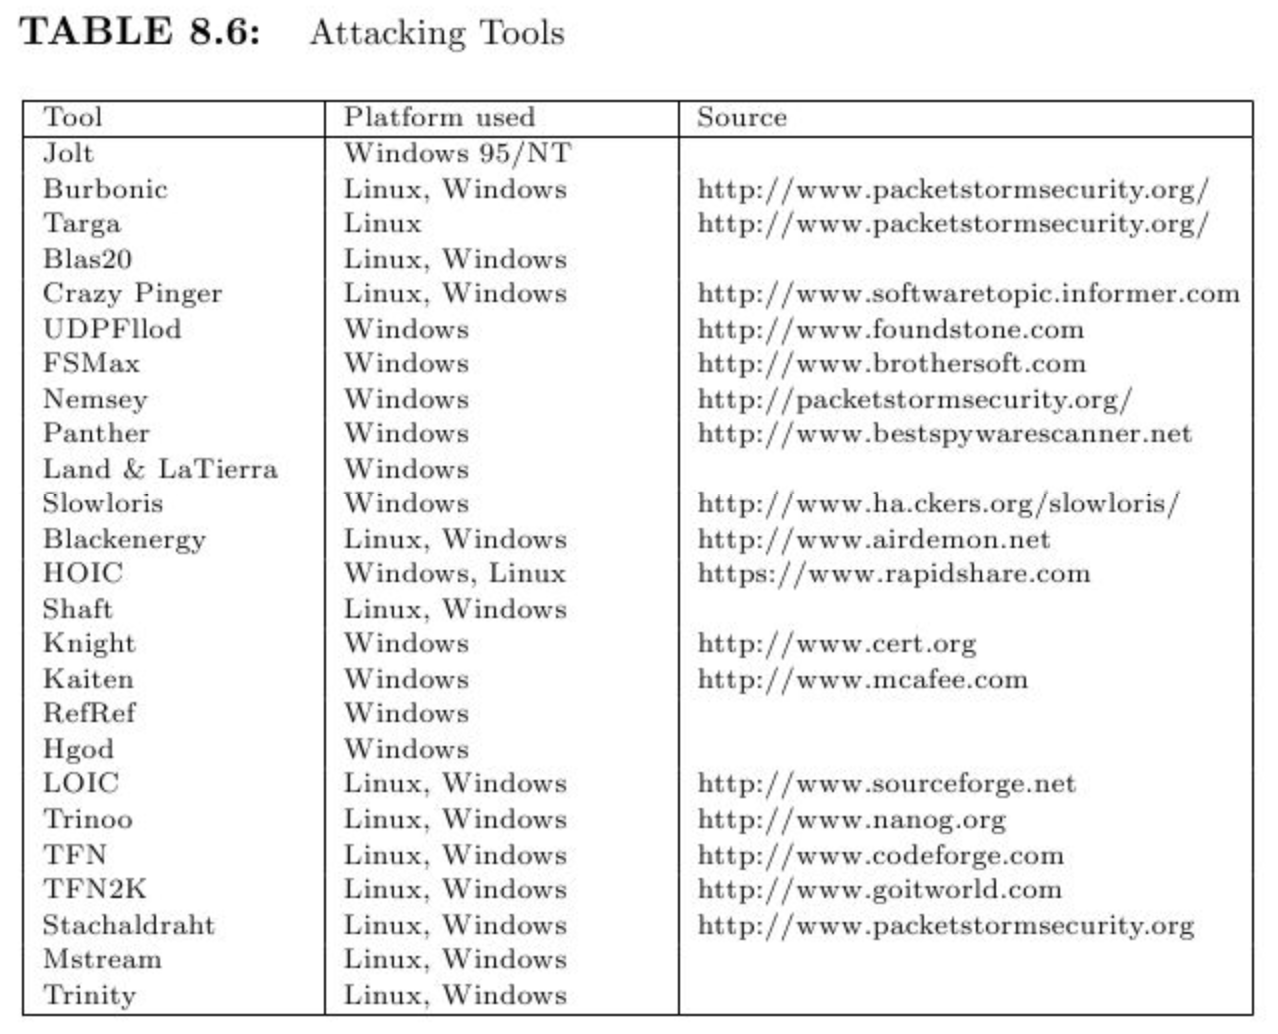 TABLE 8.6: Attacking Tools
Tool Platform used Source
Jolt Windows 95/NT
Burbonic Linux, Windows http://www.packetstormsecurity.org/
Targa Linux http://www.packetstormsecurity.org/
Blas20 Linux, Windows
Crazy Pinger Linux, Windows http://www.softwaretopic.informer.com
UDPFllod Windows http://www.foundstone.com
FSMax Windows http://www.brothersoft.com
Nemsey Windows http://packetstormsecurity.org/
Panther Windows http://www.bestspywarescanner.net
Land & LaTierra Windows
Slowloris Windows http://www.ha.ckers.org/slowloris/
Blackenergy Linux, Windows http://www.airdemon.net
HOIC Windows, Linux https://www.rapidshare.com
Shaft Linux, Windows
Knight Windows http://www.cert.org
Kaiten Windows http://www.mcafee.com
RefRef Windows
Hgod Windows
LOIC Linux, Windows http://www.sourceforge.net
Trinoo Linux, Windows http://www.nanog.org
TFN Linux, Windows http://www.codeforge.com
TFN2K Linux, Windows http://www.goitworld.com
Stachaldraht Linux, Windows http://www.packetstormsecurity.org
Mstream Linux, Windows
Trinity Linux, Windows